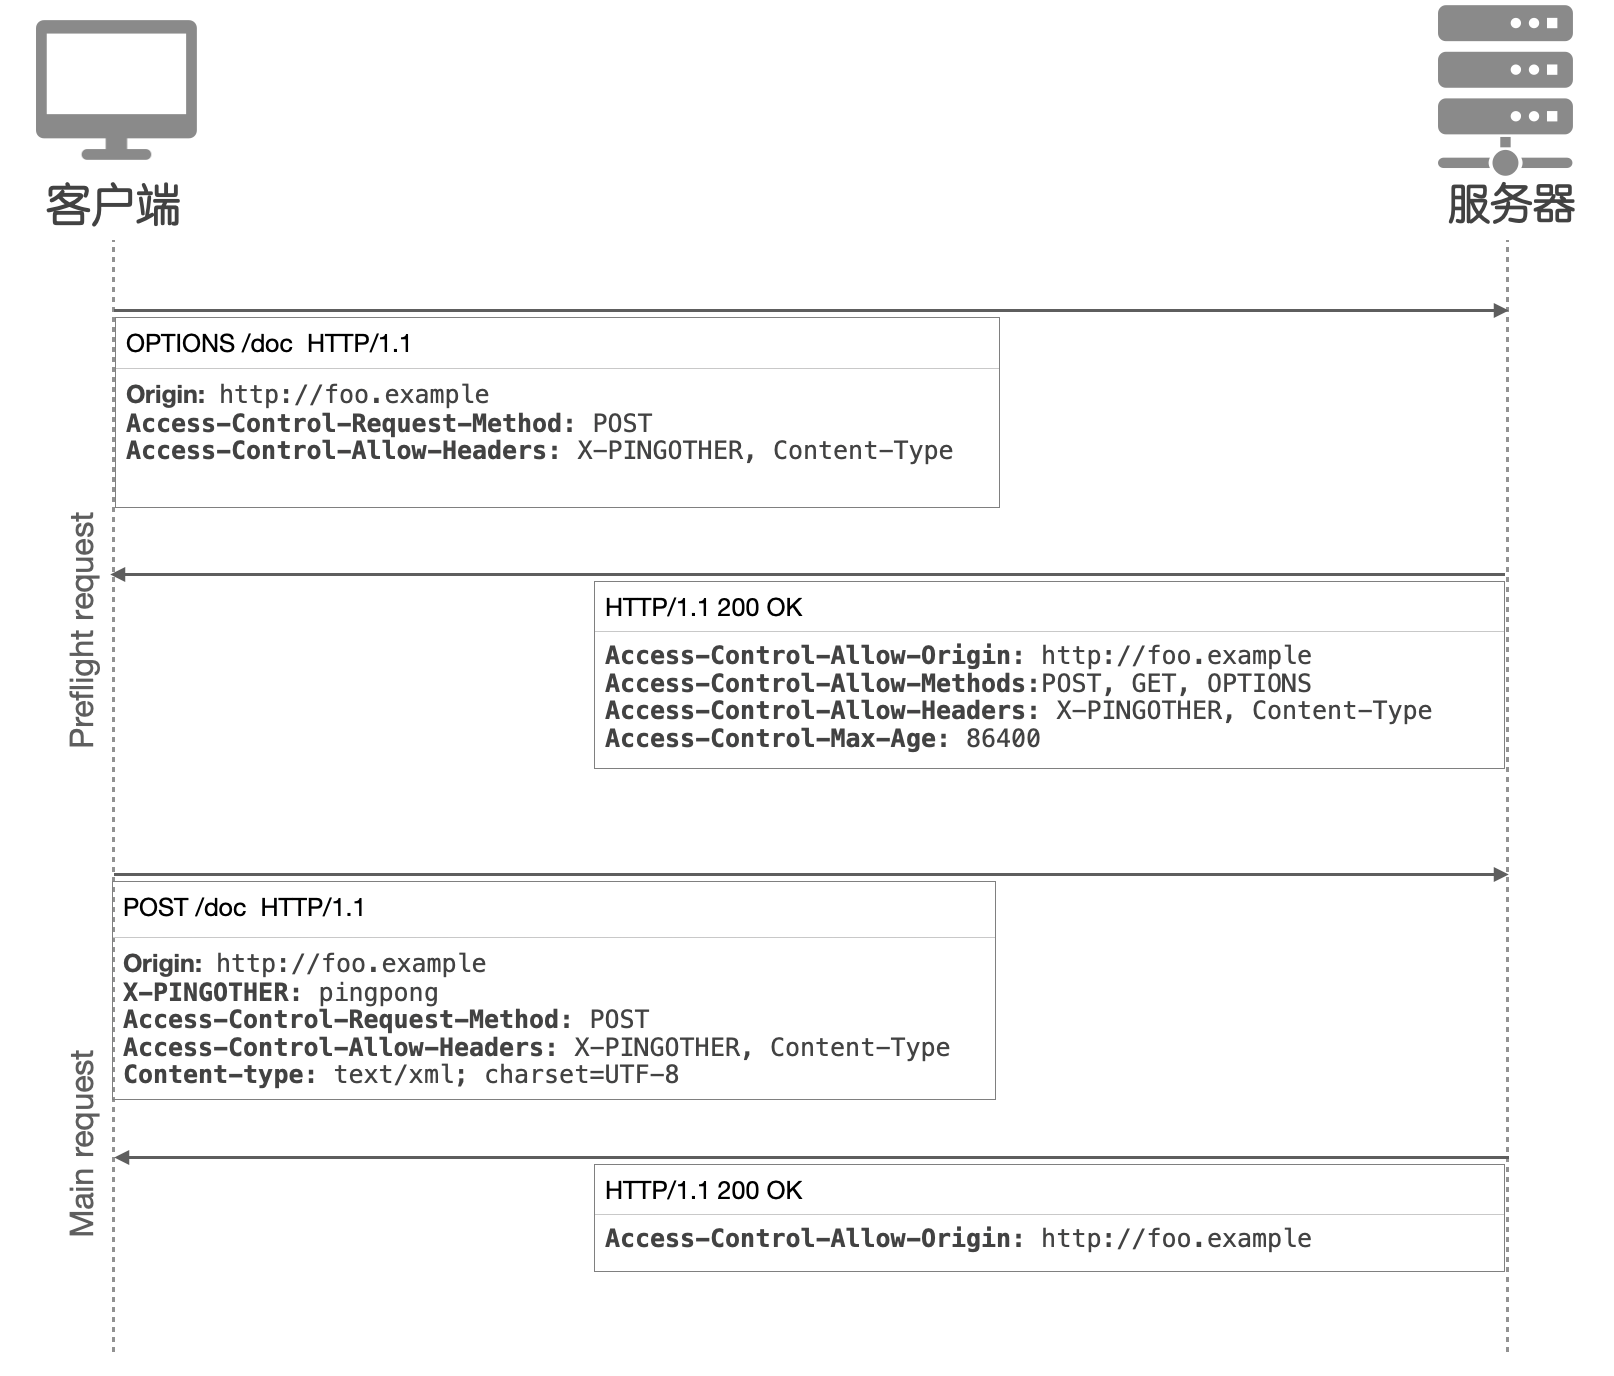 客户端
服务器
OPTIONS /doc  HTTP/1.1
Origin: http://foo.example
Access-Control-Request-Method: POST
Access-Control-Allow-Headers: X-PINGOTHER, Content-Type
Preflight request
HTTP/1.1 200 OK
Access-Control-Allow-Origin: http://foo.example
Access-Control-Allow-Methods:POST, GET, OPTIONS
Access-Control-Allow-Headers: X-PINGOTHER, Content-Type
Access-Control-Max-Age: 86400
POST /doc  HTTP/1.1
Origin: http://foo.example
X-PINGOTHER: pingpong
Access-Control-Request-Method: POST
Access-Control-Allow-Headers: X-PINGOTHER, Content-Type
Content-type: text/xml; charset=UTF-8
Main request
HTTP/1.1 200 OK
Access-Control-Allow-Origin: http://foo.example